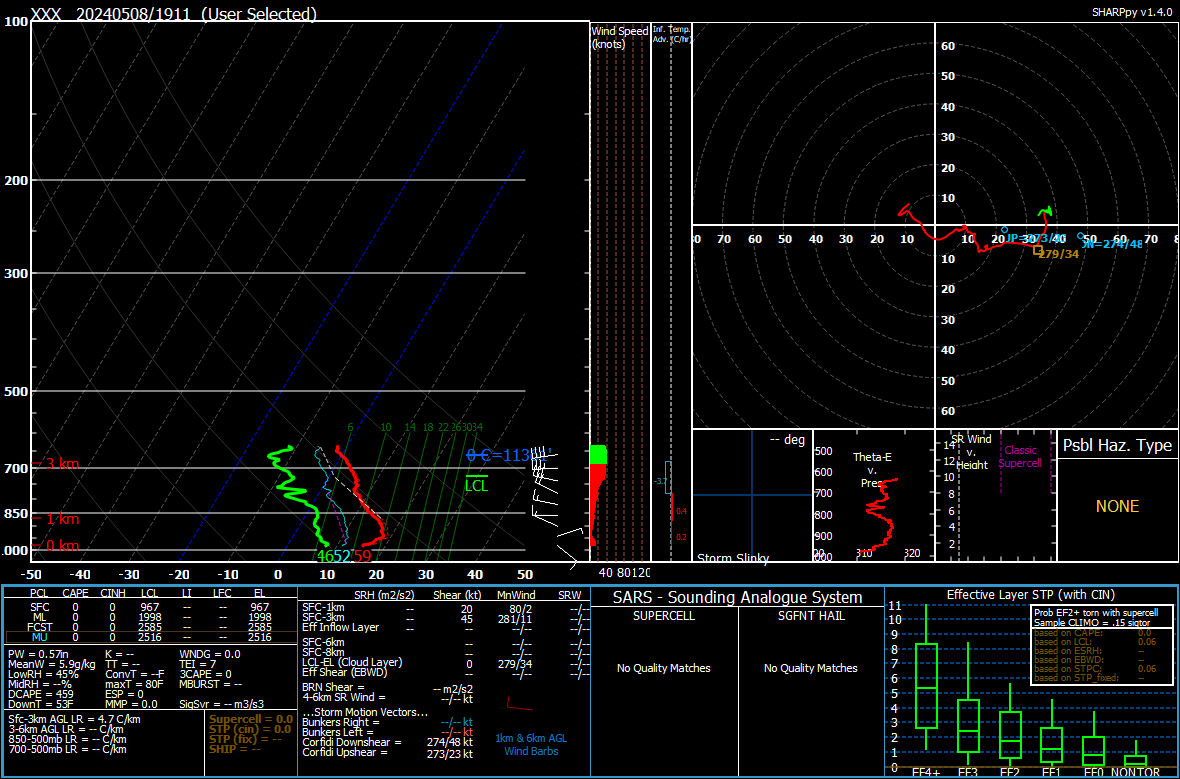 XXX 20240508/1911 (User Selected)
SHARPpy v1.4.0
100
200
300
500
700
850
-50 -40 -30 -20 -10 0 10 20 30 40 50
3 km
1 km
0 km
6 10 14 18 22 26 30 34
LCL
46 52 59
Wind Speed
(knots)
40 80 120
Inf. Temp.
Adv. (C/hr)
-3.7
0.4
0.2
60
50
40
30
20
10
70 60 50 40 30 20 10 10 20 30 40 50 60 70
10
20
30
40
50
60
279/34
-- deg
Storm Slinky
Theta-E
v.
Pres
500
600
700
800
900
310 320
SR Wind
v.
Height
14
12
10
8
6
4
2
Classic
Supercell
Psbl Haz. Type
NONE
PCL CAPE CINH LCL LI LFC EL
SFC 0 0 967 -- -- 967
ML 0 0 1998 -- -- 1998
FCST 0 0 2585 -- -- 2585
MU 0 0 2516 -- -- 2516
PW = 0.57in K = -- WNDG = 0.0
MeanW = 5.9g/kg TT = -- TEI = 7
LowRH = 45% ConvT = --F 3CAPE = 0
MidRH = --% maxT = 80F MBURST = --
DCAPE = 459 ESP = 0
DownT = 53F MMP = 0.0 SigSvr = -- m3/s3
Sfc-3km AGL LR = 4.7 C/km
3-6km AGL LR = -- C/km
850-500mb LR = -- C/km
700-500mb LR = -- C/km
Supercell = 0.0
STP (cin) = 0.0
STP (fix) = --
SHIP = --
SRH (m2/s2) Shear (kt) MnWind SRW
SFC-1km -- 20 80/2 --/--
SFC-3km -- 45 281/11 --/--
Eff Inflow Layer -- -- --/-- --/--
SFC-6km -- --/-- --/--
SFC-8km -- --/-- --/--
LCL-EL (Cloud Layer) 0 279/34 --/--
Eff Shear (EBWD) -- --/-- --/--
BRN Shear = -- m2/s2
4-6km SR Wind = --/-- kt
...Storm Motion Vectors...
Bunkers Right = --/-- kt
Bunkers Left = --/-- kt
Corfidi Downshear = 274/48 kt
Corfidi Upshear = 273/23 kt
1km & 6km AGL
Wind Barbs
SARS - Sounding Analogue System
SUPERCELL SGFNT HAIL
No Quality Matches No Quality Matches
Effective Layer STP (with CIN)
11
10
9
8
7
6
5
4
3
2
1
0
Prob EF2+ torn with supercell
Sample CLIMO = .15 sigtor
based on CAPE: 0.0
based on LCL: 0.06
based on ESRH: --
based on EBWD: --
based on STPC: 0.06
based on STP_fixed: --
EF4+ EF3 EF2 EF1 EF0 NONTOR